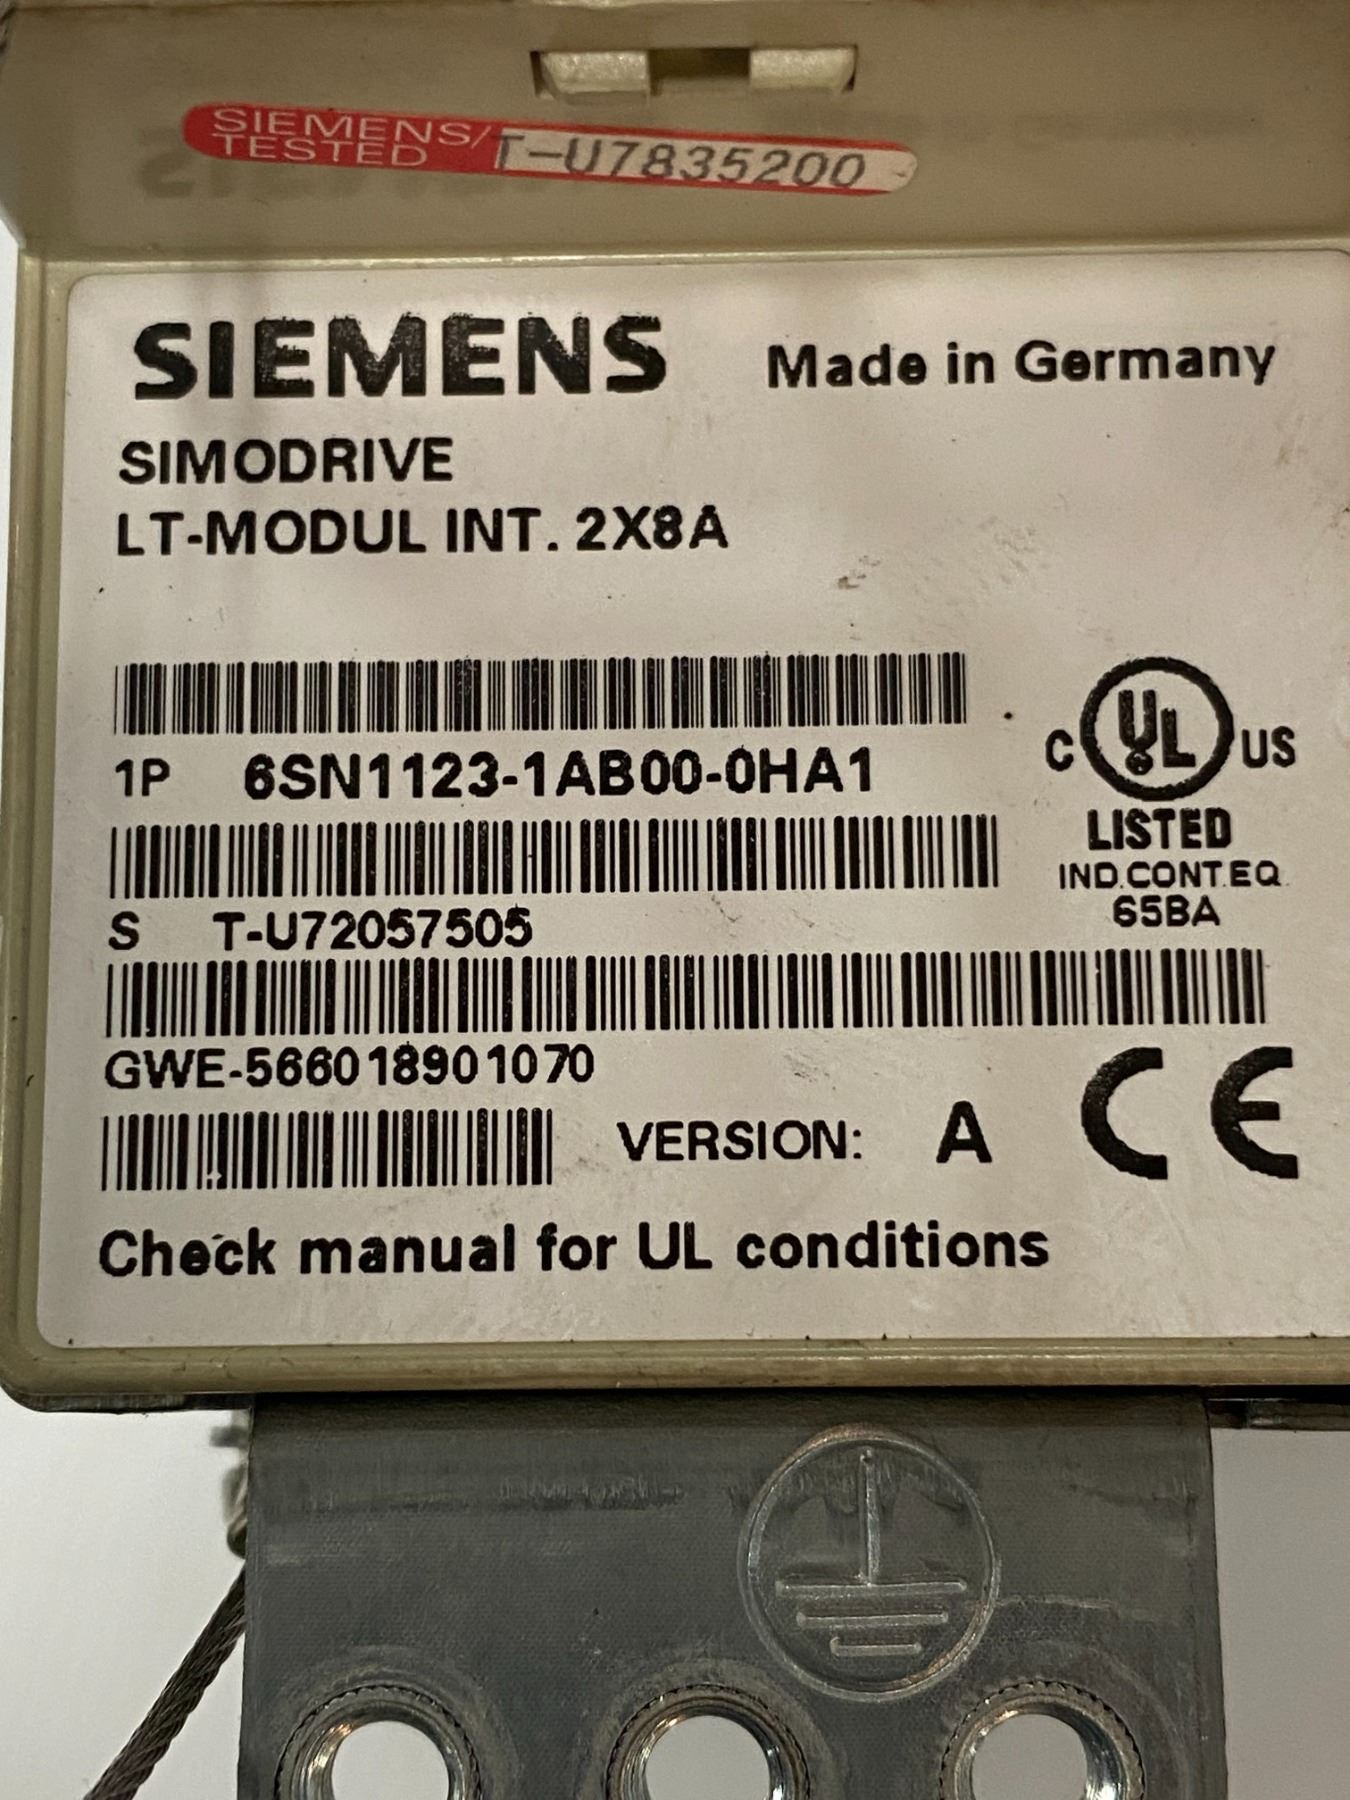 SIEMENS/
TESTED T-U7835200
SIEMENS Made in Germany
SIMODRIVE
LT-MODUL INT. 2X8A
1P 6SN1123-1AB00-0HA1
C UL US
LISTED
IND.CONT.EQ.
65BA
S T-U72057505
GWE-566018901070
VERSION: A CE
Check manual for UL conditions